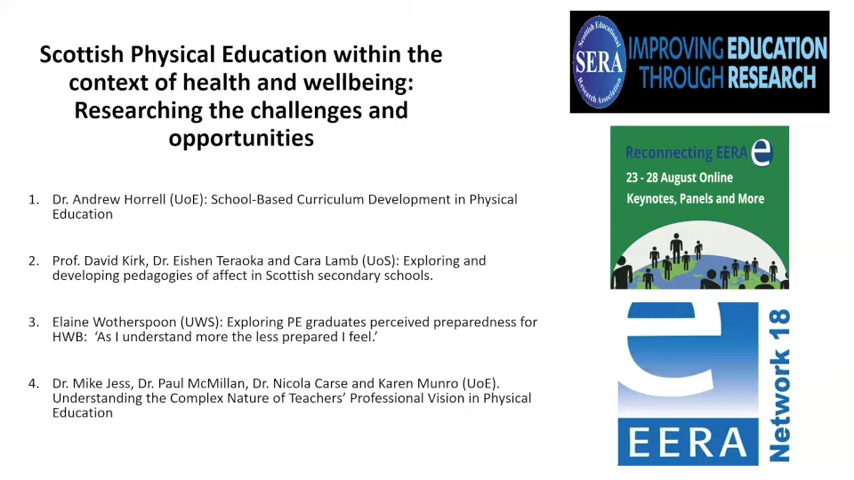 Scottish Physical Education within the
context of health and wellbeing:
Researching the challenges and
opportunities
1. Dr. Andrew Horrell (UoE): School-Based Curriculum Development in Physical
Education
2. Prof. David Kirk, Dr. Eishen Teraoka and Cara Lamb (UoS): Exploring and
developing pedagogies of affect in Scottish secondary schools.
3. Elaine Wotherspoon (UWS): Exploring PE graduates perceived preparedness for
HWB:  ‘As I understand more the less prepared I feel.’
4. Dr. Mike Jess, Dr. Paul McMillan, Dr. Nicola Carse and Karen Munro (UoE).
Understanding the Complex Nature of Teachers’ Professional Vision in Physical
Education
Scottish Educational
SERA
Research Association
IMPROVING EDUCATION
THROUGH RESEARCH
Reconnecting EERA e
23 - 28 August Online
Keynotes, Panels and More
e
EERA
Network 18